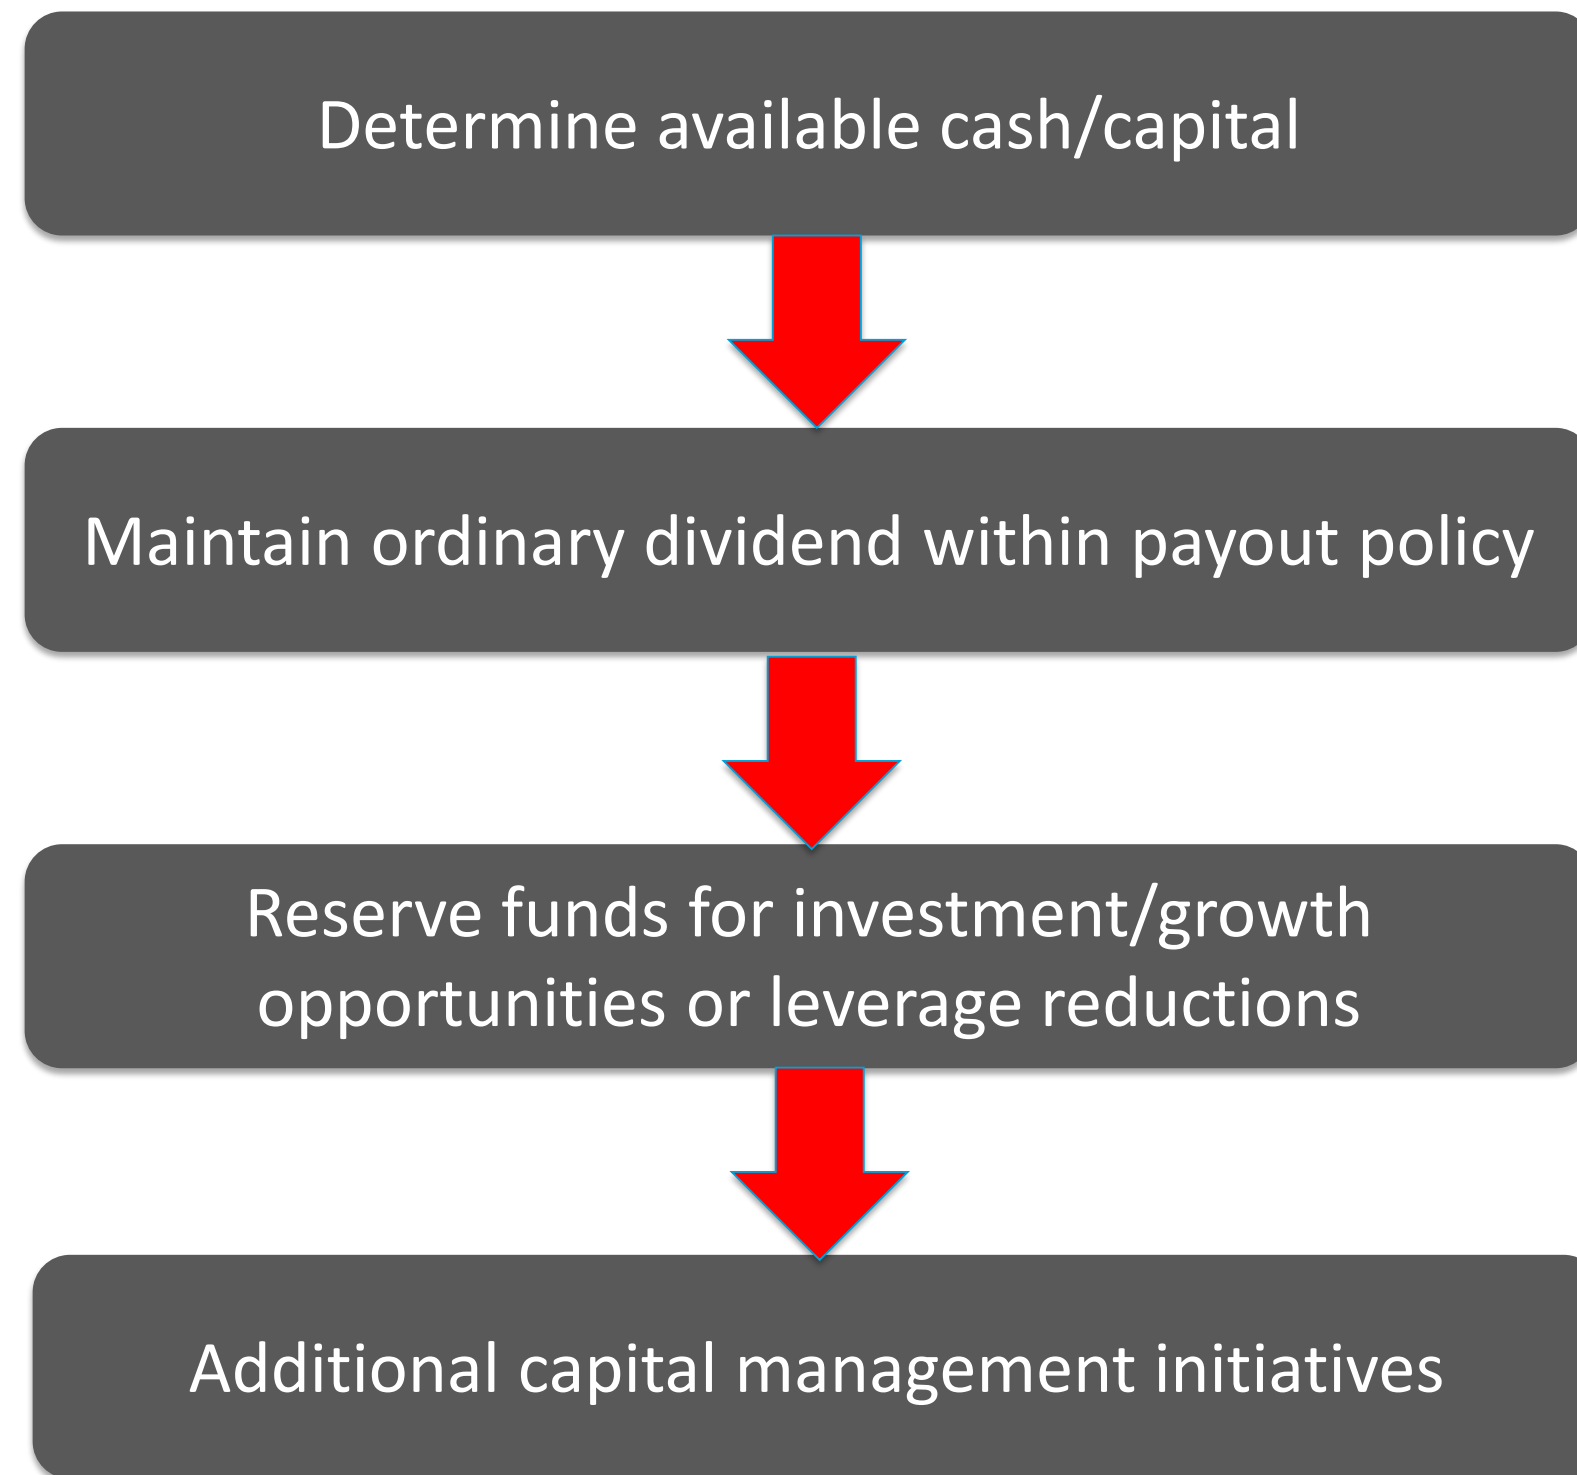 Determine available cash/capital
Maintain ordinary dividend within payout policy
Reserve funds for investment/growth
opportunities or leverage reductions
Additional capital management initiatives